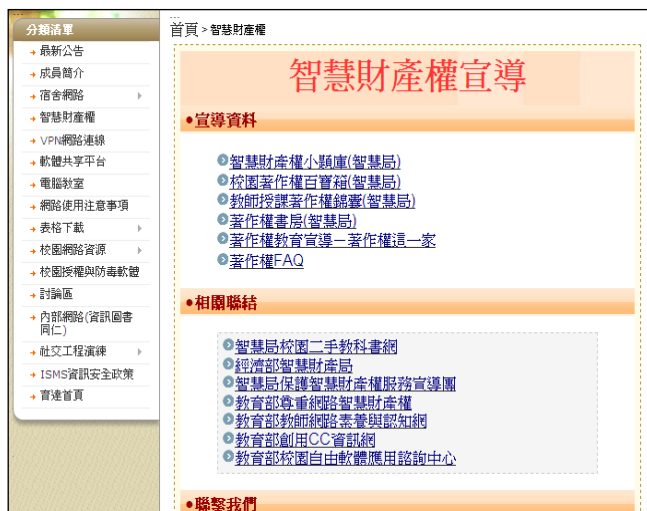 分類清單
最新公告
成員簡介
宿舍網路
智慧財產權
VPN網路連線
軟體共享平台
電腦教室
網路使用注意事項
表格下載
校園網路資源
校園授權與防毒軟體
討論區
內部網路(資訊圖書
同仁)
社交工程演練
ISMS資訊安全政策
育達首頁
首頁 > 智慧財產權
智慧財產權宣導
•宣導資料
智慧財產權小題庫(智慧局)
校園著作權百寶箱(智慧局)
教師授課著作權錦囊(智慧局)
著作權書房(智慧局)
著作權教育宣導－著作權這一家
著作權FAQ
•相關聯結
智慧局校園二手教科書網
經濟部智慧財產局
智慧局保護智慧財產權服務宣導團
教育部尊重網路智慧財產權
教育部教師網路素養與認知網
教育部創用CC資訊網
教育部校園自由軟體應用諮詢中心
•聯繫我們